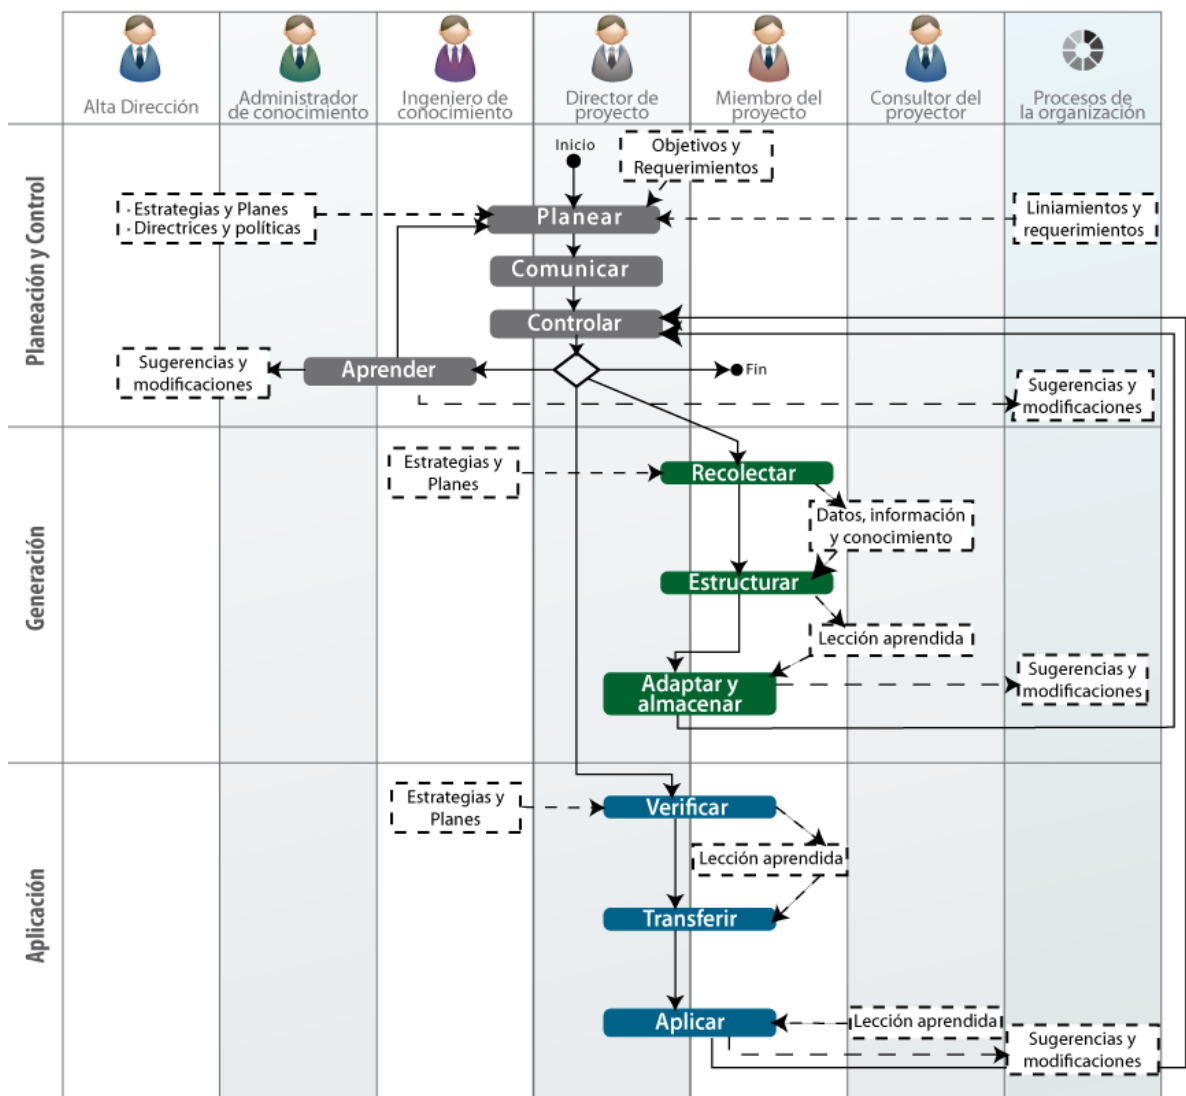 Alta Dirección
Administrador
de conocimiento
Ingeniero de
conocimiento
Director de
proyecto
Miembro del
proyecto
Consultor del
proyector
Procesos de
la organización
Planeación y Control
Inicio
Objetivos y
Requerimientos
. Estrategias y Planes
. Directrices y políticas
Planear
Liniamientos y
requerimientos
Comunicar
Controlar
Sugerencias y
modificaciones
Aprender
Fin
Sugerencias y
modificaciones
Generación
Estrategias y
Planes
Recolectar
Datos, información
y conocimiento
Estructurar
Lección aprendida
Adaptar y
almacenar
Sugerencias y
modificaciones
Aplicación
Estrategias y
Planes
Verificar
Lección aprendida
Transferir
Aplicar
Lección aprendida
Sugerencias y
modificaciones